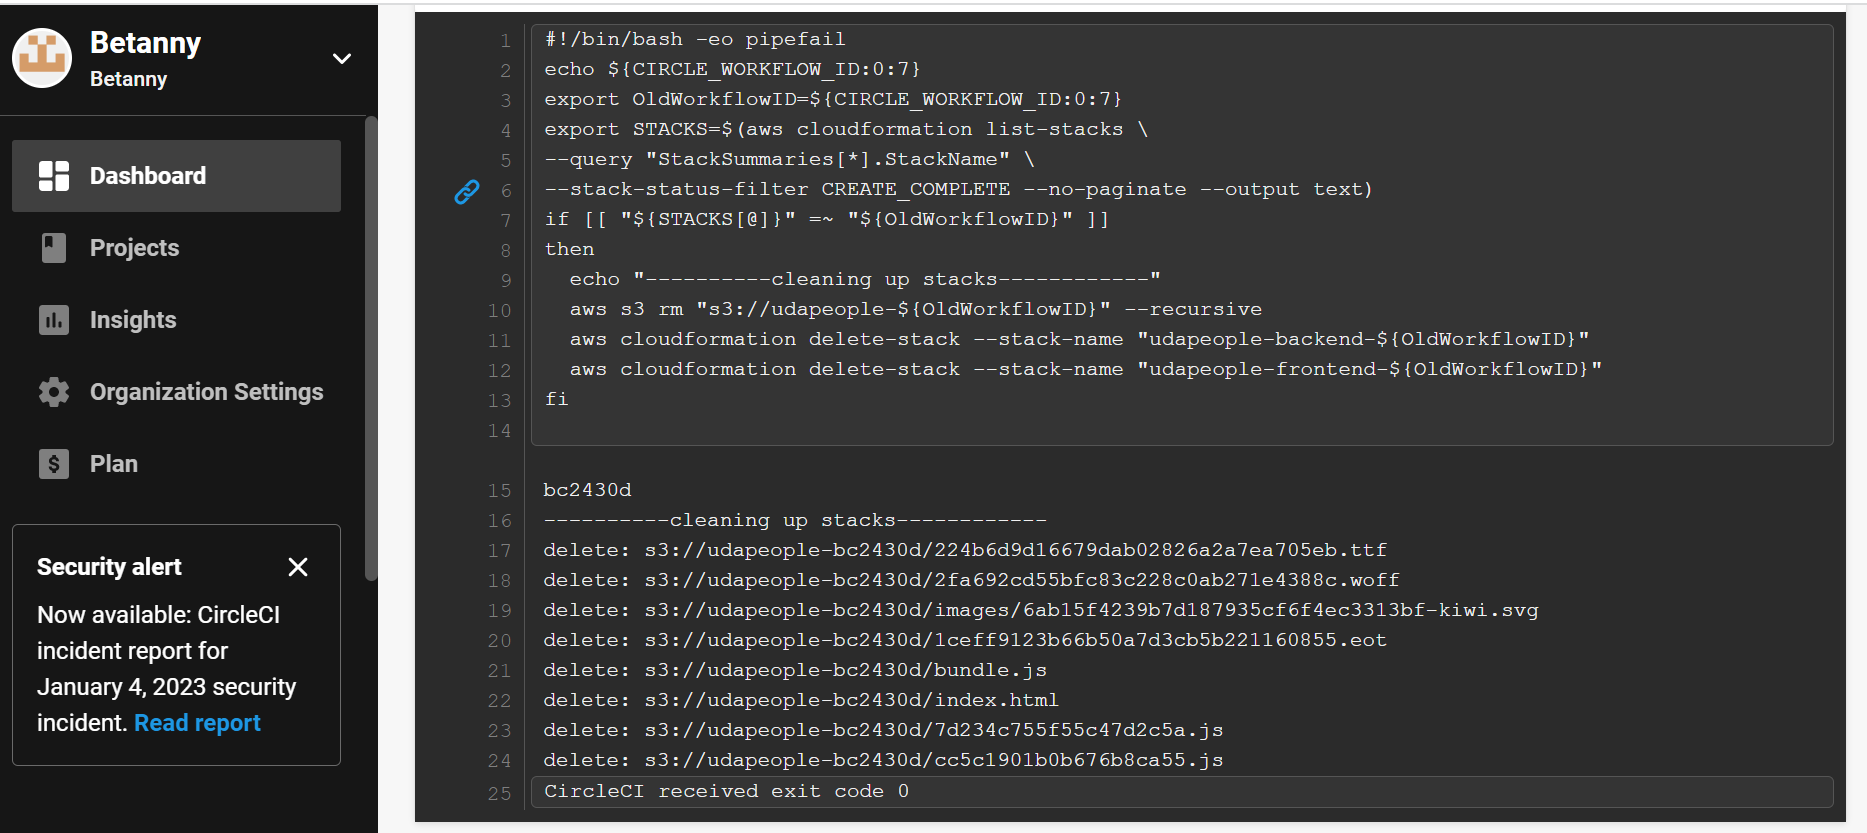 Betanny
Betanny
Dashboard
Projects
Insights
Organization Settings
Plan
Security alert
Now available: CircleCI
incident report for
January 4, 2023 security
incident. Read report
1 #!/bin/bash -eo pipefail
2 echo ${CIRCLE_WORKFLOW_ID:0:7}
3 export OldWorkflowID=${CIRCLE_WORKFLOW_ID:0:7}
4 export STACKS=$(aws cloudformation list-stacks \
5 --query "StackSummaries[*].StackName" \
6 --stack-status-filter CREATE_COMPLETE --no-paginate --output text)
7 if [[ "${STACKS[@]}" =~ "${OldWorkflowID}" ]]
8 then
9   echo "----------cleaning up stacks------------"
10   aws s3 rm "s3://udapeople-${OldWorkflowID}" --recursive
11   aws cloudformation delete-stack --stack-name "udapeople-backend-${OldWorkflowID}"
12   aws cloudformation delete-stack --stack-name "udapeople-frontend-${OldWorkflowID}"
13 fi
14
15 bc2430d
16 ----------cleaning up stacks------------
17 delete: s3://udapeople-bc2430d/224b6d9d16679dab02826a2a7ea705eb.ttf
18 delete: s3://udapeople-bc2430d/2fa692cd55bfc83c228c0ab271e4388c.woff
19 delete: s3://udapeople-bc2430d/images/6ab15f4239b7d187935cf6f4ec3313bf-kiwi.svg
20 delete: s3://udapeople-bc2430d/1ceff9123b66b50a7d3cb5b221160855.eot
21 delete: s3://udapeople-bc2430d/bundle.js
22 delete: s3://udapeople-bc2430d/index.html
23 delete: s3://udapeople-bc2430d/7d234c755f55c47d2c5a.js
24 delete: s3://udapeople-bc2430d/cc5c1901b0b676b8ca55.js
25 CircleCI received exit code 0